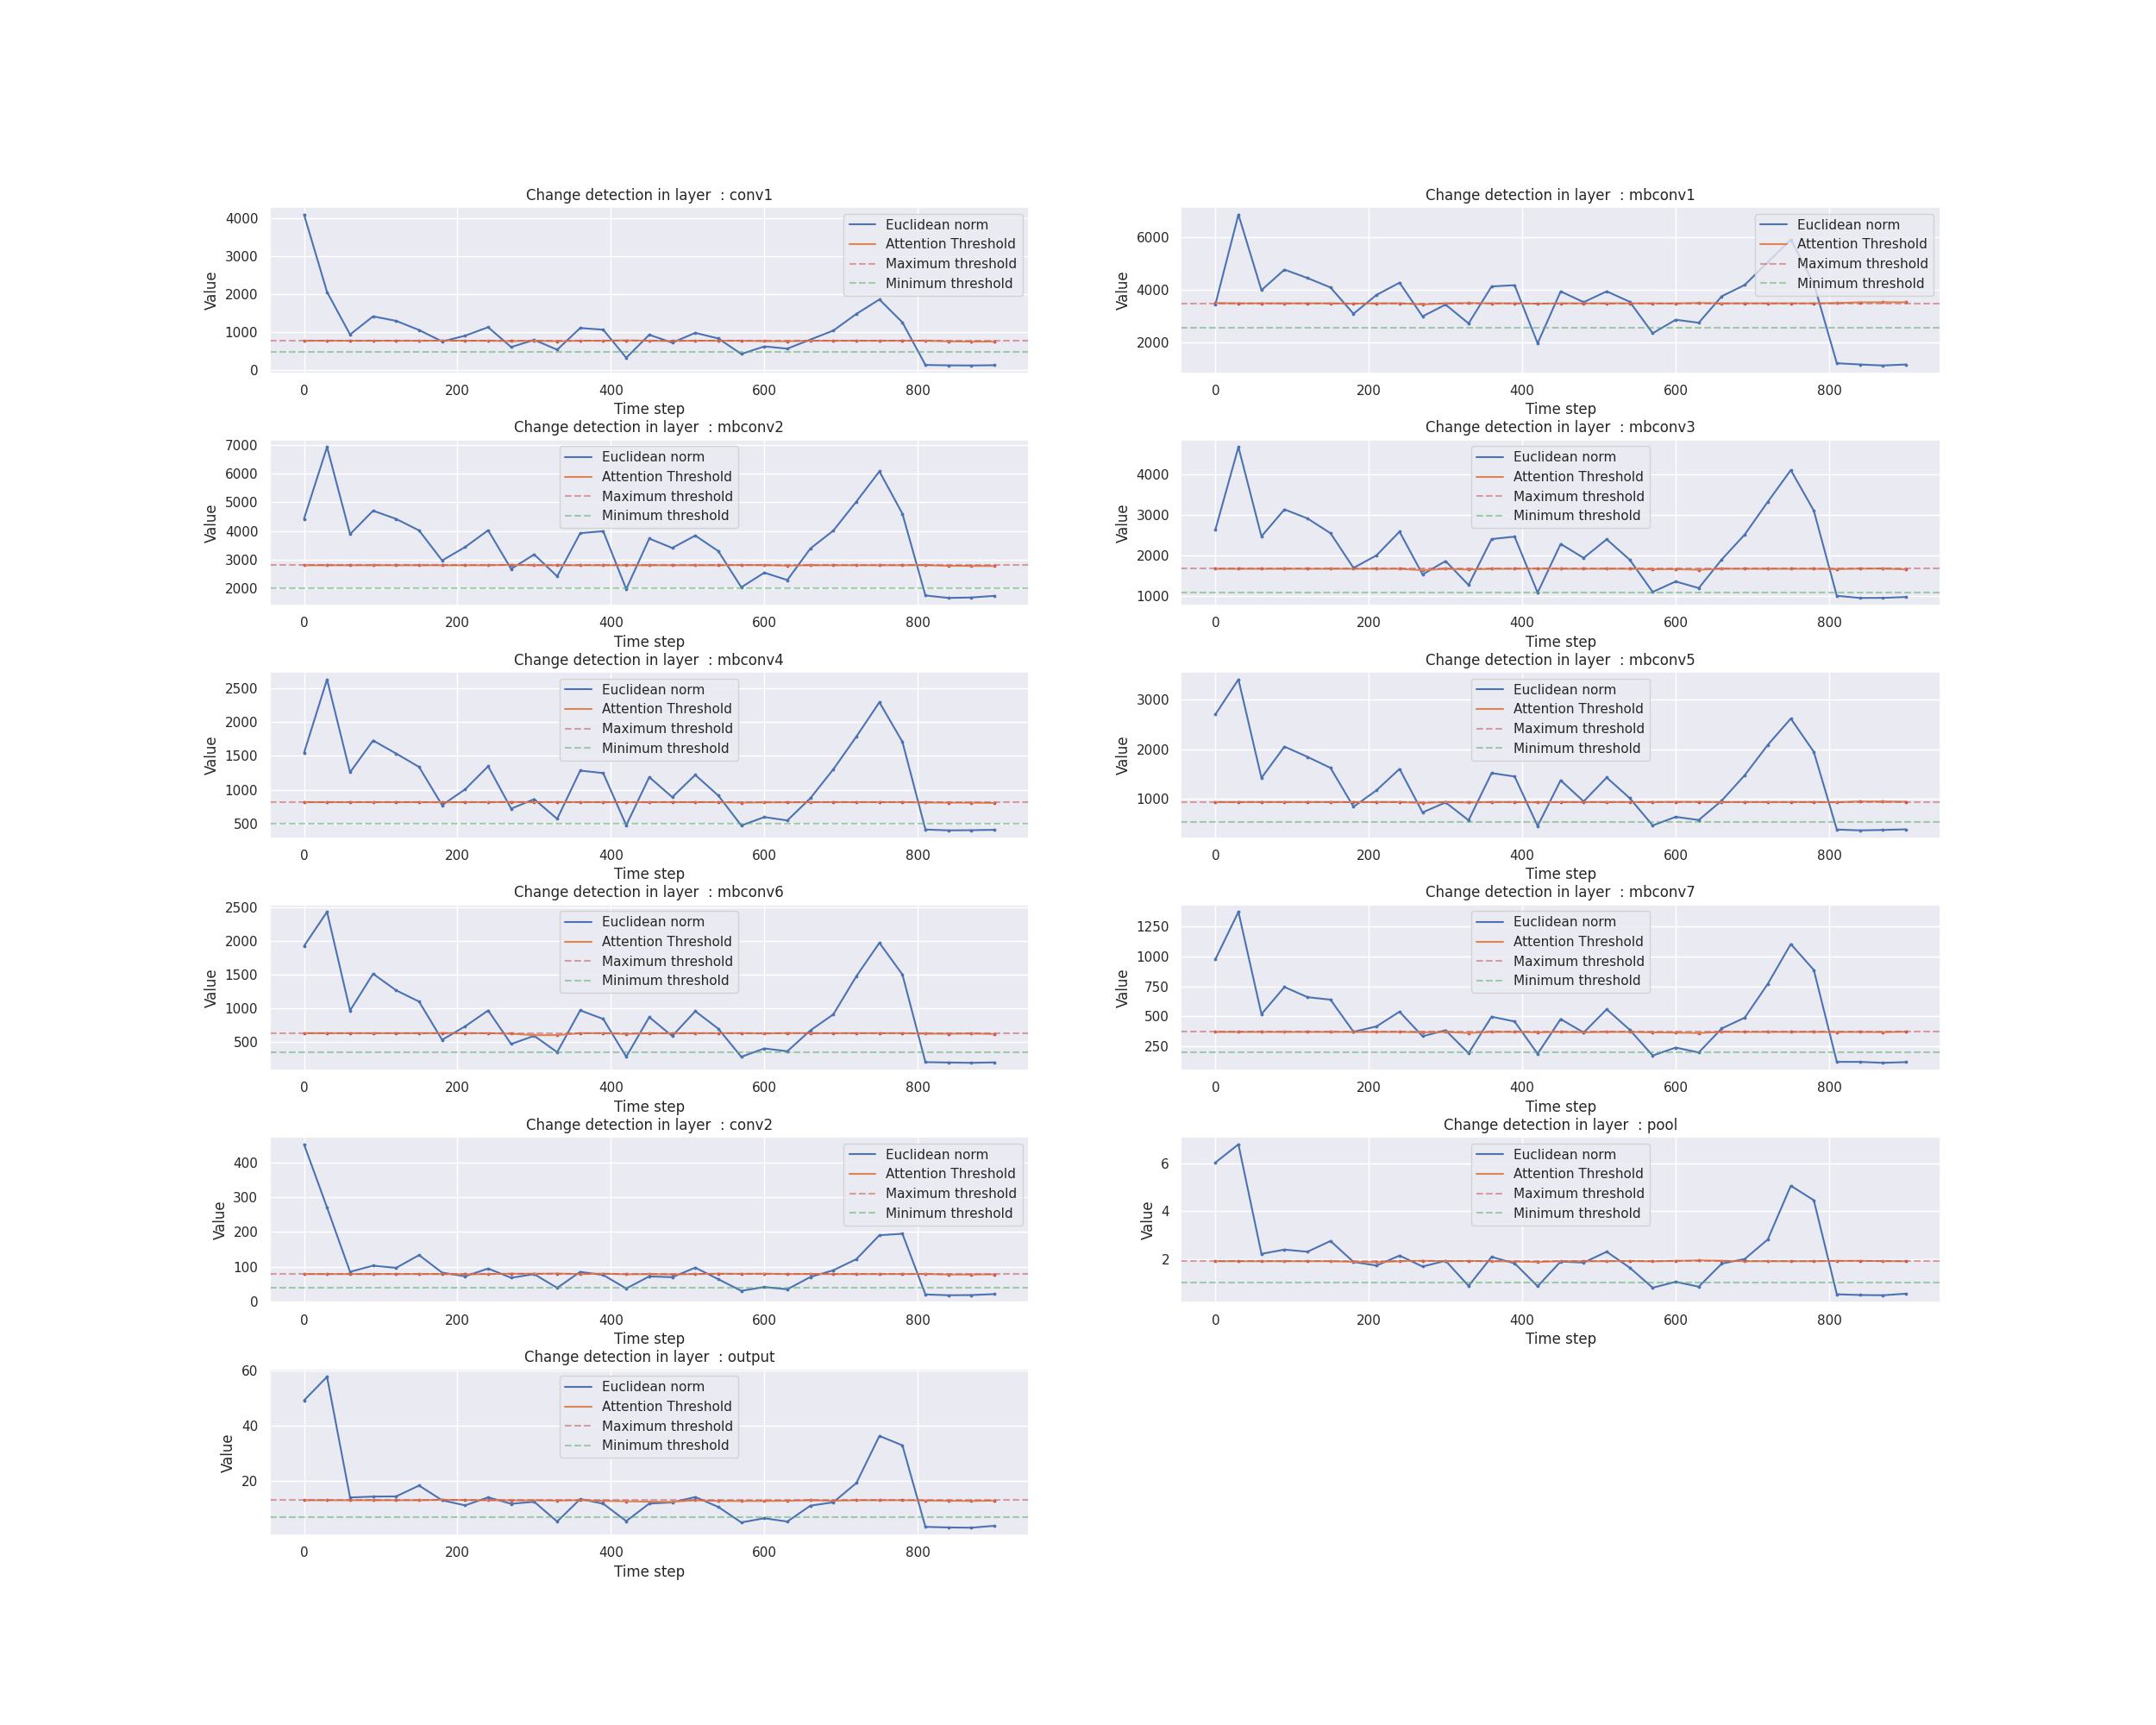 Change detection in layer  : conv1
4000
3000
2000
1000
0
Value
Euclidean norm
Attention Threshold
Maximum threshold
Minimum threshold
0 200 400 600 800
Time step
Change detection in layer  : mbconv1
6000
4000
2000
Value
Euclidean norm
Attention Threshold
Maximum threshold
Minimum threshold
0 200 400 600 800
Time step
Change detection in layer  : mbconv2
7000
6000
5000
4000
3000
2000
Value
Euclidean norm
Attention Threshold
Maximum threshold
Minimum threshold
0 200 400 600 800
Time step
Change detection in layer  : mbconv3
4000
3000
2000
1000
Value
Euclidean norm
Attention Threshold
Maximum threshold
Minimum threshold
0 200 400 600 800
Time step
Change detection in layer  : mbconv4
2500
2000
1500
1000
500
Value
Euclidean norm
Attention Threshold
Maximum threshold
Minimum threshold
0 200 400 600 800
Time step
Change detection in layer  : mbconv5
3000
2000
1000
Value
Euclidean norm
Attention Threshold
Maximum threshold
Minimum threshold
0 200 400 600 800
Time step
Change detection in layer  : mbconv6
2500
2000
1500
1000
500
Value
Euclidean norm
Attention Threshold
Maximum threshold
Minimum threshold
0 200 400 600 800
Time step
Change detection in layer  : mbconv7
1250
1000
750
500
250
Value
Euclidean norm
Attention Threshold
Maximum threshold
Minimum threshold
0 200 400 600 800
Time step
Change detection in layer  : conv2
400
300
200
100
0
Value
Euclidean norm
Attention Threshold
Maximum threshold
Minimum threshold
0 200 400 600 800
Time step
Change detection in layer  : pool
6
4
2
Value
Euclidean norm
Attention Threshold
Maximum threshold
Minimum threshold
0 200 400 600 800
Time step
Change detection in layer  : output
60
40
20
Value
Euclidean norm
Attention Threshold
Maximum threshold
Minimum threshold
0 200 400 600 800
Time step